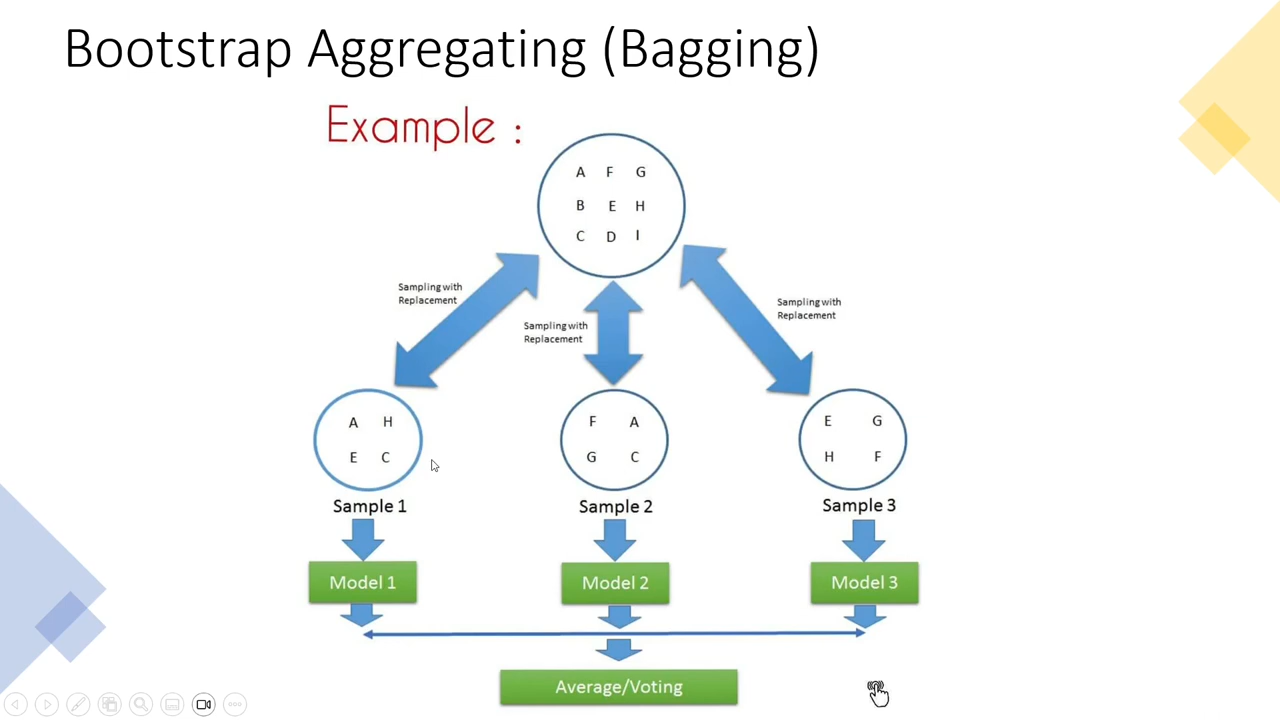 Bootstrap Aggregating (Bagging)
Example :
A F G
B E H
C D I
Sampling with
Replacement
Sampling with
Replacement
Sampling with
Replacement
A H
E C
F A
G C
E G
H F
Sample 1
Sample 2
Sample 3
Model 1
Model 2
Model 3
Average/Voting